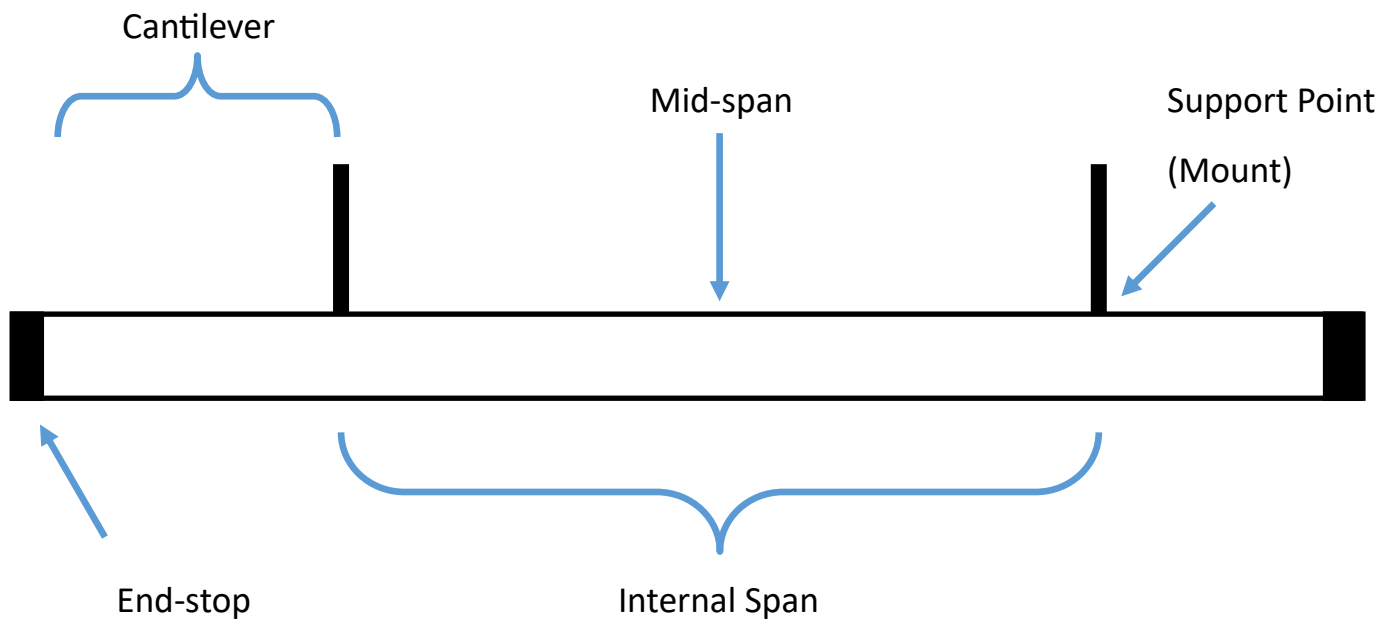 Cantilever
Mid-span
Support Point
(Mount)
End-stop
Internal Span